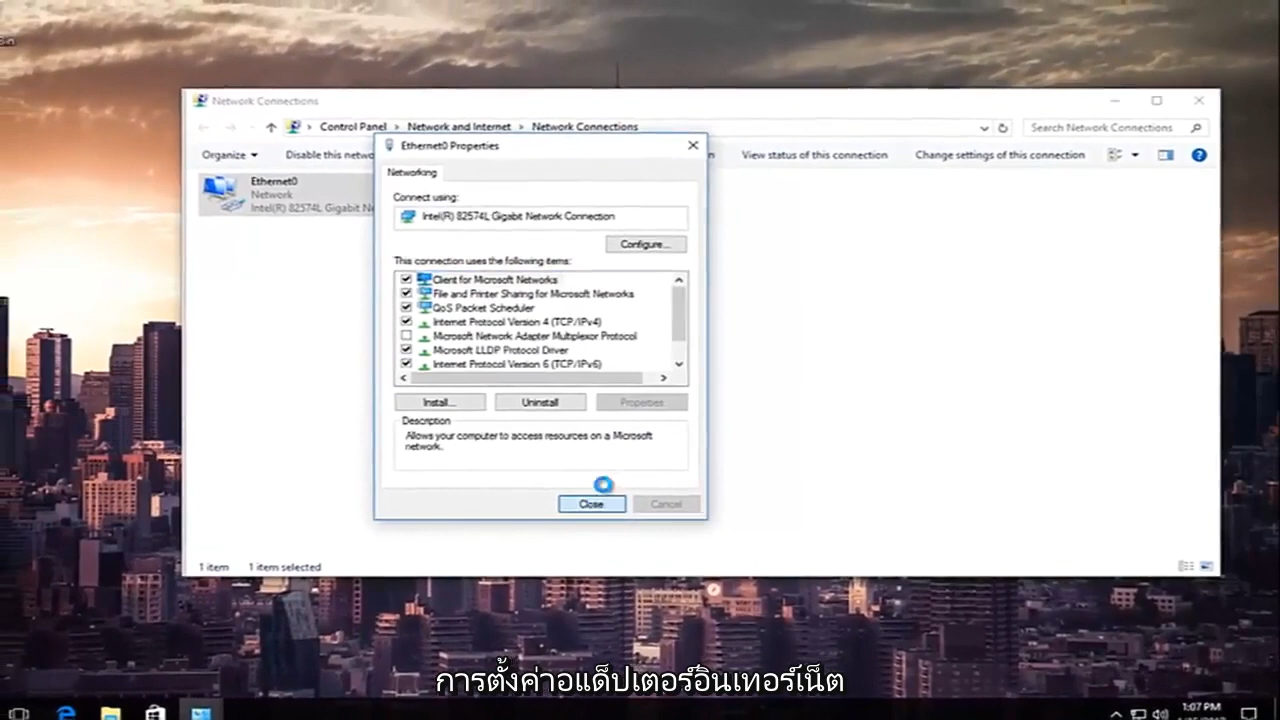 Network Connections
Control Panel > Network and Internet > Network Connections
Search Network Connections
Organize
Disable this netwo
View status of this connection
Change settings of this connection
Ethernet0
Network
Intel(R) 82574L Gigabit Ne
Ethernet0 Properties
Networking
Connect using:
Intel(R) 82574L Gigabit Network Connection
Configure...
This connection uses the following items:
Client for Microsoft Networks
File and Printer Sharing for Microsoft Networks
QoS Packet Scheduler
Internet Protocol Version 4 (TCP/IPv4)
Microsoft Network Adapter Multiplexor Protocol
Microsoft LLDP Protocol Driver
Internet Protocol Version 6 (TCP/IPv6)
Install...
Uninstall
Properties
Description
Allows your computer to access resources on a Microsoft
network.
Close
Cancel
1 item
1 item selected
การตั้งค่าอแด็ปเตอร์อินเทอร์เน็ต
1:07 PM